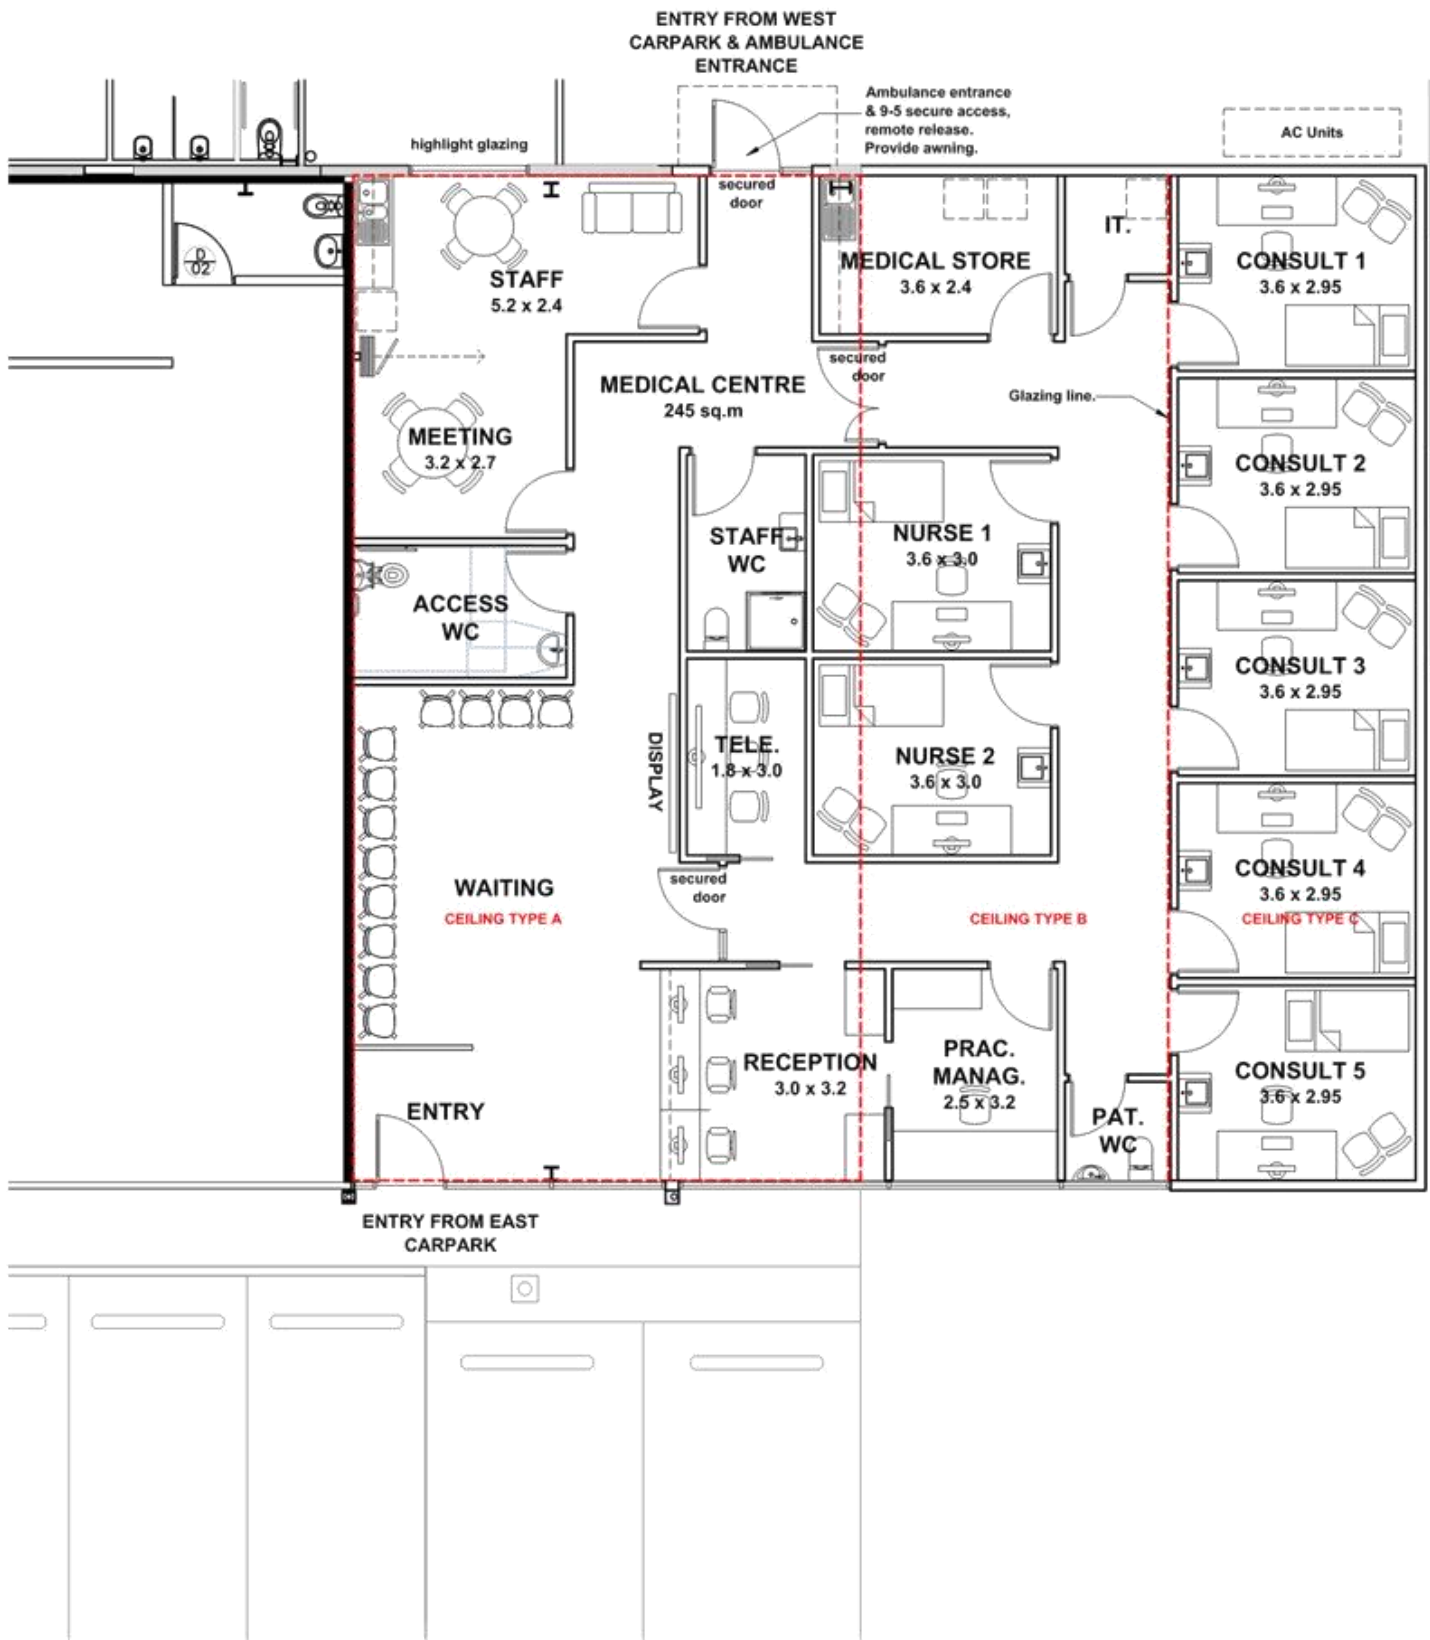 ENTRY FROM WEST
CARPARK & AMBULANCE
ENTRANCE
Ambulance entrance
& 9-5 secure access,
remote release.
Provide awning.
AC Units
highlight glazing
secured
door
D
02
STAFF
5.2 x 2.4
MEDICAL STORE
3.6 x 2.4
IT.
CONSULT 1
3.6 x 2.95
MEDICAL CENTRE
245 sq.m
secured
door
Glazing line.
MEETING
3.2 x 2.7
CONSULT 2
3.6 x 2.95
STAFF
WC
NURSE 1
3.6 x 3.0
ACCESS
WC
CONSULT 3
3.6 x 2.95
DISPLAY
TELE.
1.8 x 3.0
NURSE 2
3.6 x 3.0
WAITING
CEILING TYPE A
secured
door
CEILING TYPE B
CONSULT 4
3.6 x 2.95
CEILING TYPE C
RECEPTION
3.0 x 3.2
PRAC.
MANAG.
2.5 x 3.2
CONSULT 5
3.6 x 2.95
ENTRY
PAT.
WC
ENTRY FROM EAST
CARPARK